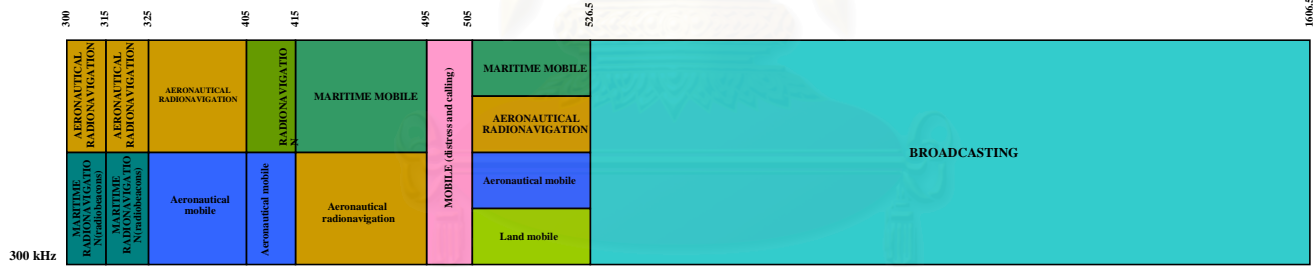 300
315
325
405
415
495
505
526.5
1606.5
AERONAUTICAL
RADIONAVIGATION
AERONAUTICAL
RADIONAVIGATION
AERONAUTICAL
RADIONAVIGATION
RADIONAVIGATIO
N
MARITIME MOBILE
MOBILE (distress and calling)
MARITIME MOBILE
AERONAUTICAL
RADIONAVIGATION
BROADCASTING
MARITIME
RADIONAVIGATIO
N(radiobeacons)
MARITIME
RADIONAVIGATIO
N(radiobeacons)
Aeronautical
mobile
Aeronautical mobile
Aeronautical
radionavigation
Aeronautical mobile
Land mobile
300 kHz